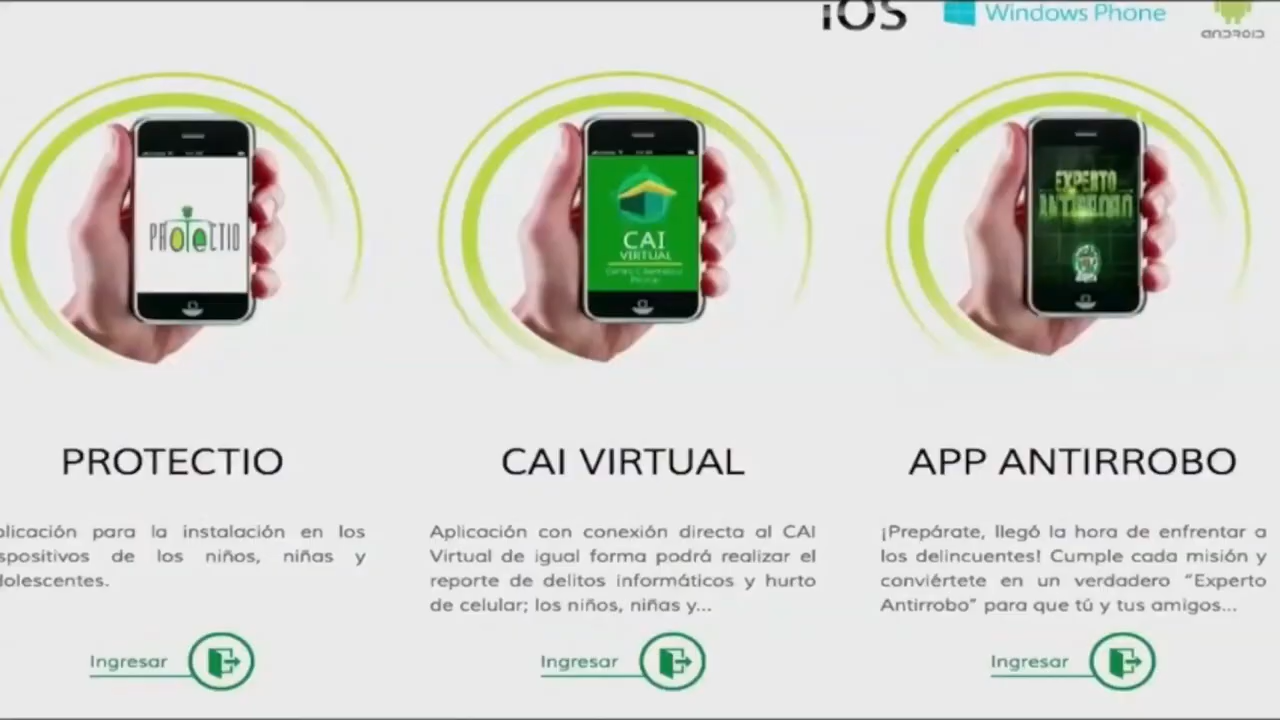 iOS
Windows Phone
ANDROID
PROTECTIO
CAI
VIRTUAL
EXPERTO
ANTIRROBO
PROTECTIO
CAI VIRTUAL
APP ANTIRROBO
plicación para la instalación en los
spositivos de los niños, niñas y
dolescentes.
Aplicación con conexión directa al CAI
Virtual de igual forma podrá realizar el
reporte de delitos informáticos y hurto
de celular; los niños, niñas y...
¡Prepárate, llegó la hora de enfrentar a
los delincuentes! Cumple cada misión y
conviértete en un verdadero "Experto
Antirrobo" para que tú y tus amigos...
Ingresar
Ingresar
Ingresar